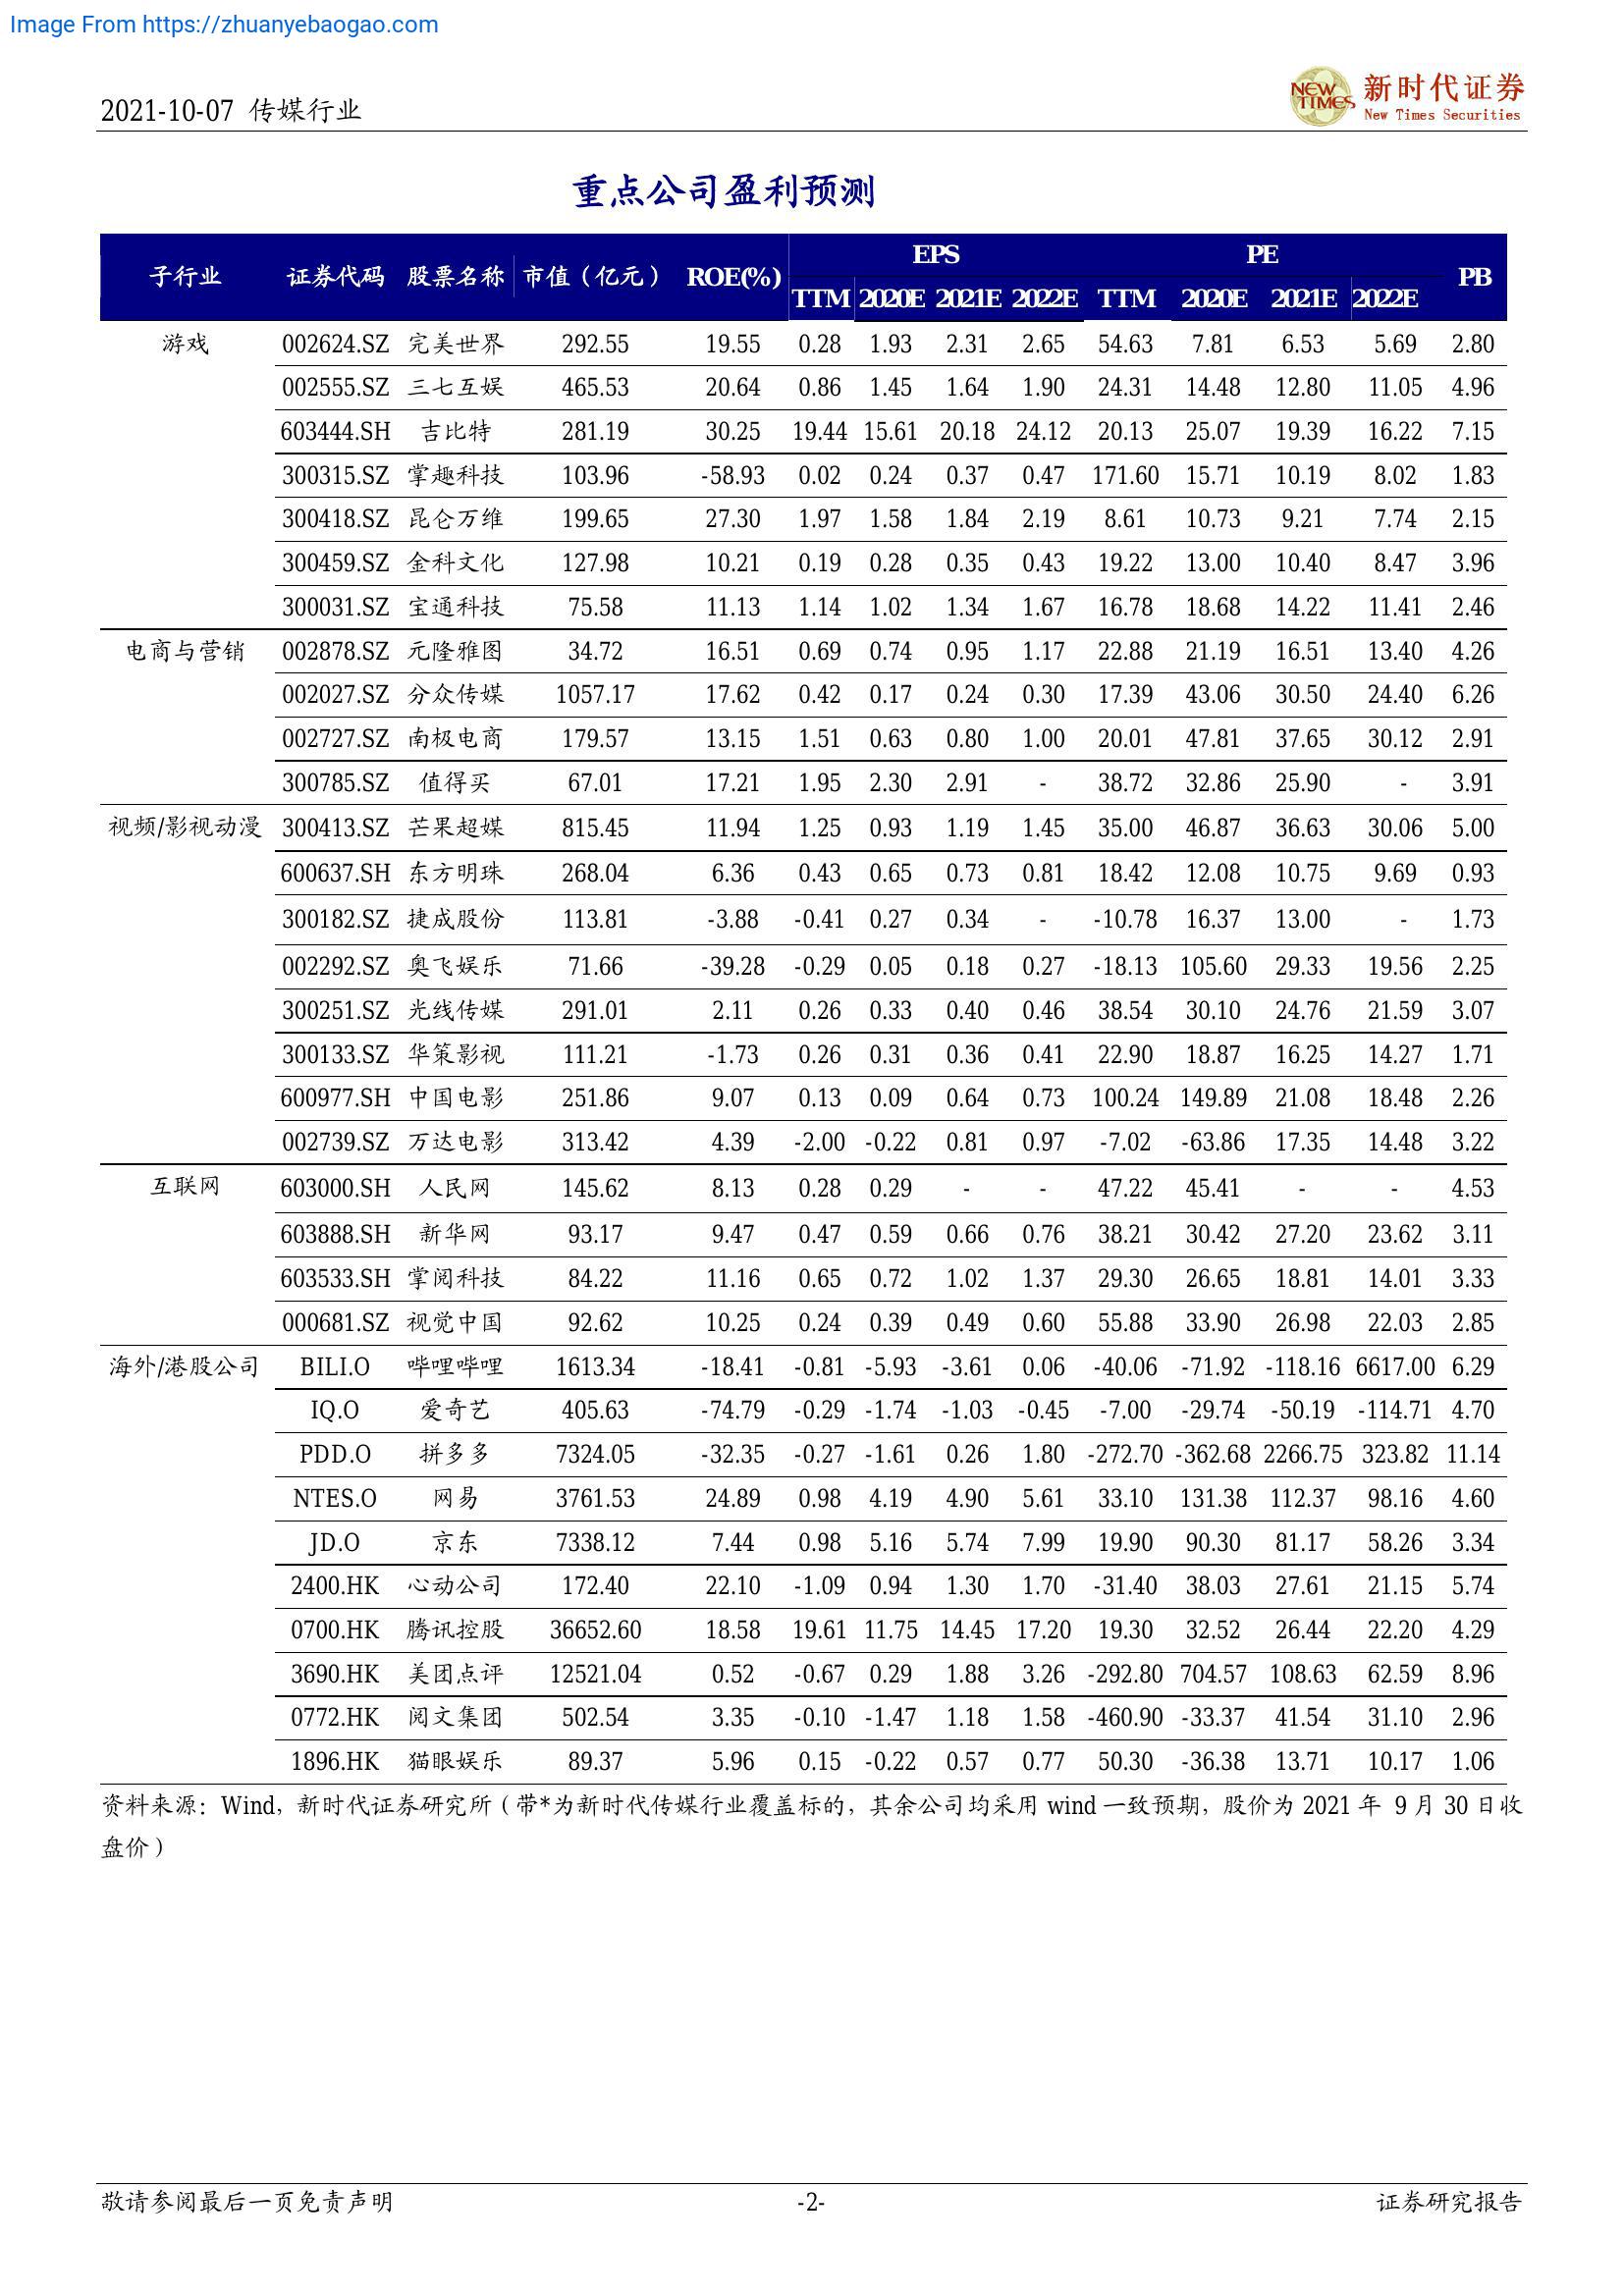 Image From https://zhuanyebaogao.com
2021-10-07 传媒行业
NEW TIMES 新时代证券
New Times Securities
重点公司盈利预测
子行业 证券代码 股票名称 市值（亿元） ROE(%) EPS PE PB
TTM 2020E 2021E 2022E TTM 2020E 2021E 2022E
游戏 002624.SZ 完美世界 292.55 19.55 0.28 1.93 2.31 2.65 54.63 7.81 6.53 5.69 2.80
002555.SZ 三七互娱 465.53 20.64 0.86 1.45 1.64 1.90 24.31 14.48 12.80 11.05 4.96
603444.SH 吉比特 281.19 30.25 19.44 15.61 20.18 24.12 20.13 25.07 19.39 16.22 7.15
300315.SZ 掌趣科技 103.96 -58.93 0.02 0.24 0.37 0.47 171.60 15.71 10.19 8.02 1.83
300418.SZ 昆仑万维 199.65 27.30 1.97 1.58 1.84 2.19 8.61 10.73 9.21 7.74 2.15
300459.SZ 金科文化 127.98 10.21 0.19 0.28 0.35 0.43 19.22 13.00 10.40 8.47 3.96
300031.SZ 宝通科技 75.58 11.13 1.14 1.02 1.34 1.67 16.78 18.68 14.22 11.41 2.46
电商与营销 002878.SZ 元隆雅图 34.72 16.51 0.69 0.74 0.95 1.17 22.88 21.19 16.51 13.40 4.26
002027.SZ 分众传媒 1057.17 17.62 0.42 0.17 0.24 0.30 17.39 43.06 30.50 24.40 6.26
002727.SZ 南极电商 179.57 13.15 1.51 0.63 0.80 1.00 20.01 47.81 37.65 30.12 2.91
300785.SZ 值得买 67.01 17.21 1.95 2.30 2.91 - 38.72 32.86 25.90 - 3.91
视频/影视动漫 300413.SZ 芒果超媒 815.45 11.94 1.25 0.93 1.19 1.45 35.00 46.87 36.63 30.06 5.00
600637.SH 东方明珠 268.04 6.36 0.43 0.65 0.73 0.81 18.42 12.08 10.75 9.69 0.93
300182.SZ 捷成股份 113.81 -3.88 -0.41 0.27 0.34 - -10.78 16.37 13.00 - 1.73
002292.SZ 奥飞娱乐 71.66 -39.28 -0.29 0.05 0.18 0.27 -18.13 105.60 29.33 19.56 2.25
300251.SZ 光线传媒 291.01 2.11 0.26 0.33 0.40 0.46 38.54 30.10 24.76 21.59 3.07
300133.SZ 华策影视 111.21 -1.73 0.26 0.31 0.36 0.41 22.90 18.87 16.25 14.27 1.71
600977.SH 中国电影 251.86 9.07 0.13 0.09 0.64 0.73 100.24 149.89 21.08 18.48 2.26
002739.SZ 万达电影 313.42 4.39 -2.00 -0.22 0.81 0.97 -7.02 -63.86 17.35 14.48 3.22
互联网 603000.SH 人民网 145.62 8.13 0.28 0.29 - - 47.22 45.41 - - 4.53
603888.SH 新华网 93.17 9.47 0.47 0.59 0.66 0.76 38.21 30.42 27.20 23.62 3.11
603533.SH 掌阅科技 84.22 11.16 0.65 0.72 1.02 1.37 29.30 26.65 18.81 14.01 3.33
000681.SZ 视觉中国 92.62 10.25 0.24 0.39 0.49 0.60 55.88 33.90 26.98 22.03 2.85
海外/港股公司 BILI.O 哔哩哔哩 1613.34 -18.41 -0.81 -5.93 -3.61 0.06 -40.06 -71.92 -118.16 6617.00 6.29
IQ.O 爱奇艺 405.63 -74.79 -0.29 -1.74 -1.03 -0.45 -7.00 -29.74 -50.19 -114.71 4.70
PDD.O 拼多多 7324.05 -32.35 -0.27 -1.61 0.26 1.80 -272.70 -362.68 2266.75 323.82 11.14
NTES.O 网易 3761.53 24.89 0.98 4.19 4.90 5.61 33.10 131.38 112.37 98.16 4.60
JD.O 京东 7338.12 7.44 0.98 5.16 5.74 7.99 19.90 90.30 81.17 58.26 3.34
2400.HK 心动公司 172.40 22.10 -1.09 0.94 1.30 1.70 -31.40 38.03 27.61 21.15 5.74
0700.HK 腾讯控股 36652.60 18.58 19.61 11.75 14.45 17.20 19.30 32.52 26.44 22.20 4.29
3690.HK 美团点评 12521.04 0.52 -0.67 0.29 1.88 3.26 -292.80 704.57 108.63 62.59 8.96
0772.HK 阅文集团 502.54 3.35 -0.10 -1.47 1.18 1.58 -460.90 -33.37 41.54 31.10 2.96
1896.HK 猫眼娱乐 89.37 5.96 0.15 -0.22 0.57 0.77 50.30 -36.38 13.71 10.17 1.06
资料来源：Wind，新时代证券研究所（带*为新时代传媒行业覆盖标的，其余公司均采用 wind 一致预期，股价为 2021 年 9 月 30 日收
盘价）
敬请参阅最后一页免责声明 -2- 证券研究报告